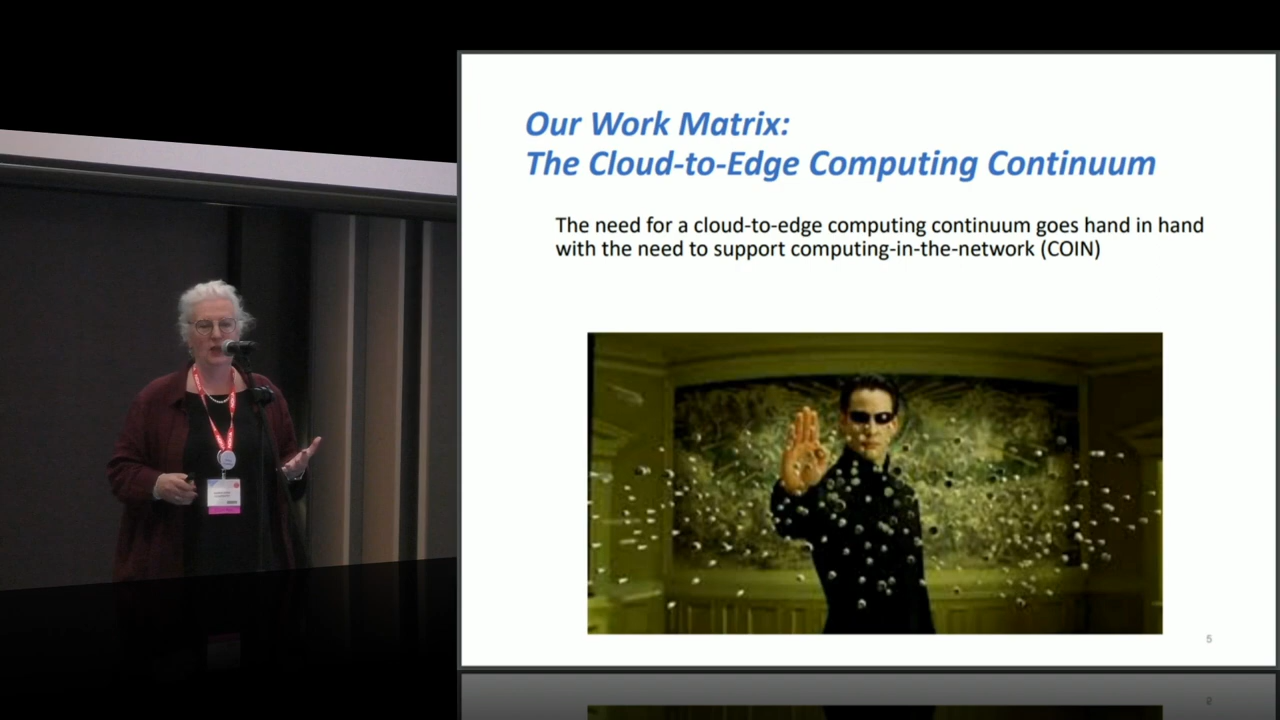 Our Work Matrix:
The Cloud-to-Edge Computing Continuum
The need for a cloud-to-edge computing continuum goes hand in hand
with the need to support computing-in-the-network (COIN)
5